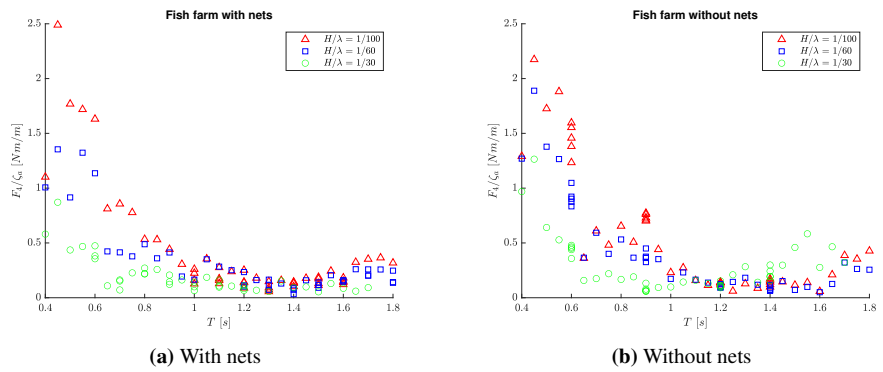 Fish farm with nets
H/λ = 1/100
H/λ = 1/60
H/λ = 1/30
F₄/ζₐ [Nm/m]
2.5
2
1.5
1
0.5
0
0.4 0.6 0.8 1 1.2 1.4 1.6 1.8
T [s]
(a) With nets
Fish farm without nets
H/λ = 1/100
H/λ = 1/60
H/λ = 1/30
F₄/ζₐ [Nm/m]
2.5
2
1.5
1
0.5
0
0.4 0.6 0.8 1 1.2 1.4 1.6 1.8
T [s]
(b) Without nets